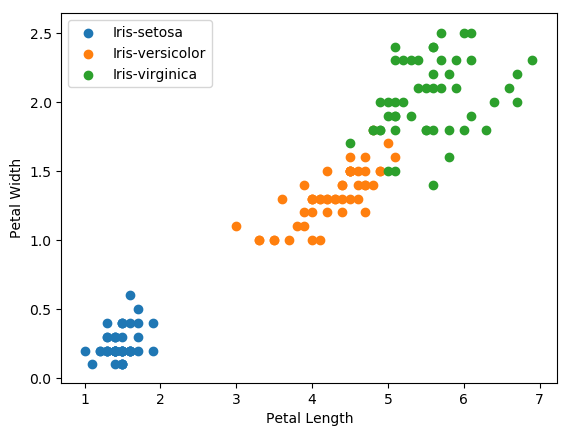 Iris-setosa
Iris-versicolor
Iris-virginica
2.5
2.0
1.5
1.0
0.5
0.0
Petal Width
1 2 3 4 5 6 7
Petal Length